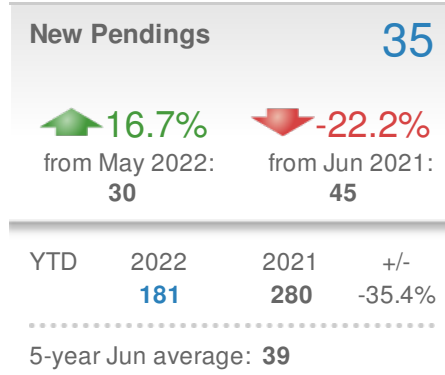 New Pendings 35
16.7% -22.2%
from May 2022: from Jun 2021:
30 45
YTD 2022 2021 +/-
181 280 -35.4%
5-year Jun average: 39